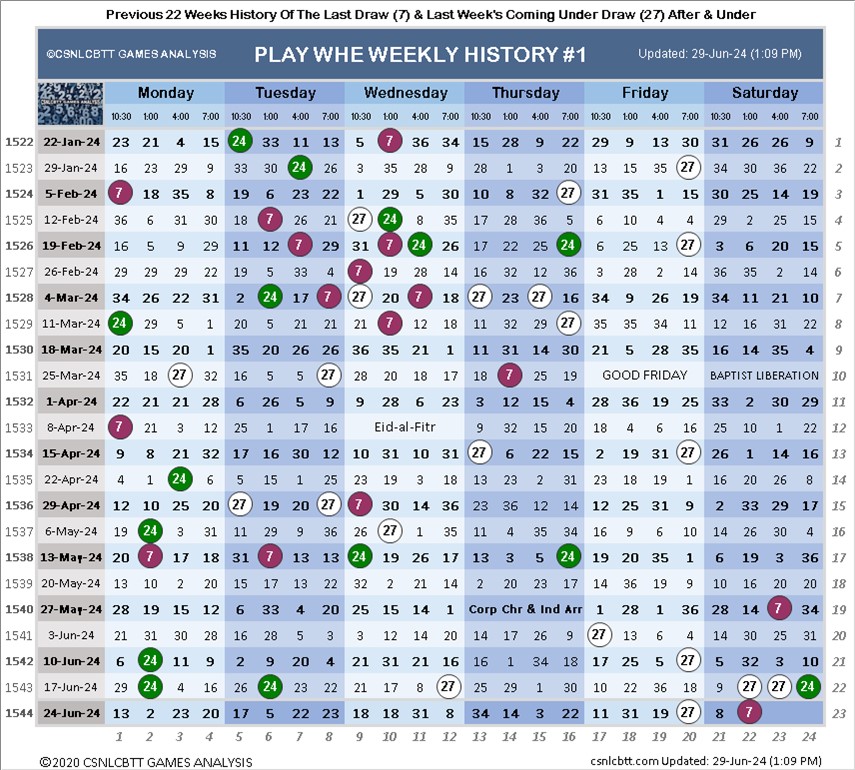 Previous 22 Weeks History Of The Last Draw (7) & Last Week's Coming Under Draw (27) After & Under
©CSNLCBTT GAMES ANALYSIS PLAY WHE WEEKLY HISTORY #1 Updated: 29-Jun-24 (1:09 PM)
CSNLCBTT GAMES ANALYSIS Monday Tuesday Wednesday Thursday Friday Saturday
10:30 1:00 4:00 7:00 10:30 1:00 4:00 7:00 10:30 1:00 4:00 7:00 10:30 1:00 4:00 7:00 10:30 1:00 4:00 7:00 10:30 1:00 4:00 7:00
1522 22-Jan-24 23 21 4 15 24 33 11 13 5 7 36 34 15 28 9 22 29 9 13 30 31 26 26 9 1
1523 29-Jan-24 16 23 29 9 33 30 24 26 3 35 28 9 28 1 3 20 13 15 35 27 34 30 36 22 2
1524 5-Feb-24 7 18 35 8 19 6 23 22 1 29 5 30 10 8 32 27 31 35 1 15 30 25 14 19 3
1525 12-Feb-24 36 6 31 30 18 7 26 21 27 24 8 35 17 28 36 5 6 10 4 4 29 2 25 15 4
1526 19-Feb-24 16 5 9 29 11 12 7 29 31 7 24 26 17 22 25 24 6 25 13 27 3 6 20 15 5
1527 26-Feb-24 29 29 29 22 19 5 33 4 7 19 28 14 16 32 12 36 3 28 2 14 36 35 2 14 6
1528 4-Mar-24 34 26 22 31 2 24 17 7 27 20 7 18 27 23 27 16 34 9 26 19 34 11 21 10 7
1529 11-Mar-24 24 29 5 1 20 5 21 21 21 7 12 18 11 32 29 27 35 35 34 11 12 16 31 22 8
1530 18-Mar-24 20 15 20 1 35 20 26 26 36 35 21 1 11 31 14 30 21 5 28 35 16 14 35 4 9
1531 25-Mar-24 35 18 27 32 16 5 5 27 28 20 18 17 18 7 25 19 GOOD FRIDAY BAPTIST LIBERATION 10
1532 1-Apr-24 22 21 21 28 6 26 5 9 9 28 6 23 3 12 15 4 28 36 19 25 33 2 30 29 11
1533 8-Apr-24 7 21 3 12 25 1 17 16 Eid-al-Fitr 9 32 15 20 18 4 6 16 25 10 1 22 12
1534 15-Apr-24 9 8 21 32 17 16 30 12 10 31 10 31 27 6 22 15 2 19 31 27 26 1 14 16 13
1535 22-Apr-24 4 1 24 6 5 15 1 25 23 19 3 18 13 23 2 31 23 18 19 1 16 20 26 8 14
1536 29-Apr-24 12 10 25 20 27 19 20 27 7 30 14 36 23 36 12 14 12 25 31 9 2 33 29 17 15
1537 6-May-24 19 24 3 31 11 29 9 36 26 27 1 35 11 4 35 34 16 9 6 10 14 26 30 4 16
1538 13-May-24 20 7 17 18 31 7 13 13 24 19 26 17 13 3 5 24 19 20 35 1 6 19 3 36 17
1539 20-May-24 13 10 2 20 15 17 13 22 32 2 21 14 2 20 23 17 14 36 19 9 10 16 20 20 18
1540 27-May-24 28 19 15 12 6 33 4 20 25 15 14 1 Corp Chr & Ind Arr 1 28 1 36 28 14 7 34 19
1541 3-Jun-24 21 31 30 28 16 28 5 3 3 12 14 20 14 17 26 9 27 13 6 4 14 30 25 31 20
1542 10-Jun-24 6 24 11 9 2 9 20 4 21 31 21 16 16 1 34 18 17 25 5 27 5 32 3 10 21
1543 17-Jun-24 29 24 4 16 6 24 23 22 21 17 8 27 25 29 1 30 10 22 36 18 9 27 27 24 22
1544 24-Jun-24 13 2 23 20 17 5 22 23 18 18 31 8 34 14 3 22 11 31 19 27 8 7 23
1 2 3 4 5 6 7 8 9 10 11 12 13 14 15 16 17 18 19 20 21 22 23 24
©2020 CSNLCBTT GAMES ANALYSIS csnlcbtt.com Updated: 29-Jun-24 (1:09 PM)